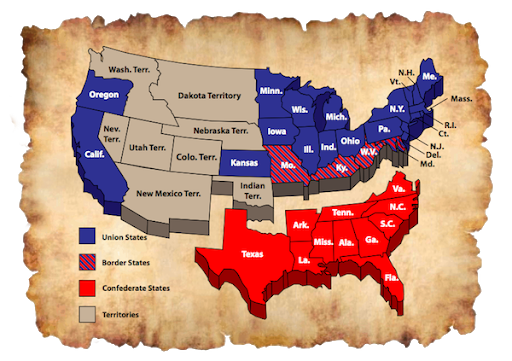 Wash. Terr.
Oregon
Dakota Territory
Minn.
Wis.
Mich.
N.H.
Vt.
Me.
Mass.
N.Y.
R.I.
Ct.
Nev.
Terr.
Utah Terr.
Colo. Terr.
Nebraska Terr.
Iowa
Ill.
Ind.
Ohio
Pa.
N.J.
Del.
Md.
W.V.
Calif.
Kansas
Mo.
Ky.
New Mexico Terr.
Indian
Terr.
Va.
N.C.
Tenn.
S.C.
Ark.
Miss.
Ala.
Ga.
Texas
La.
Fla.
Union States
Border States
Confederate States
Territories